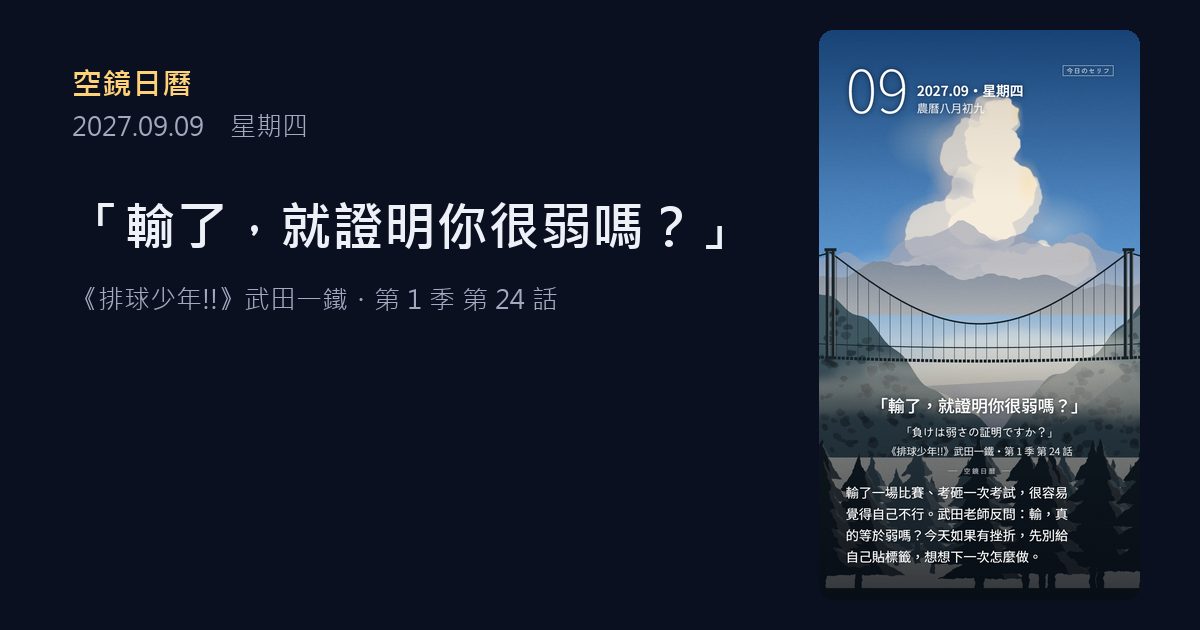 空鏡日曆
2027.09.09 星期四
「輸了，就證明你很弱嗎？」
《排球少年!!》武田一鐵・第 1 季 第 24 話
今日のセリフ
09
2027.09・星期四
農曆八月初九
「輸了，就證明你很弱嗎？」
「負けは弱さの証明ですか？」
《排球少年!!》武田一鐵・第 1 季 第 24 話
— 空鏡日曆 —
輸了一場比賽、考砸一次考試，很容易
覺得自己不行。武田老師反問：輸，真
的等於弱嗎？今天如果有挫折，先別給
自己貼標籤，想想下一次怎麼做。